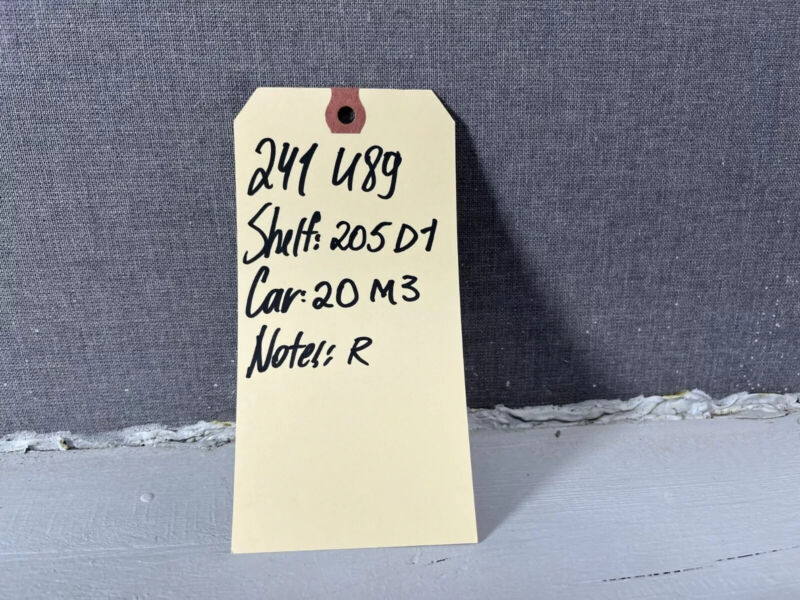 241 U89
Shelf: 205 D1
Car: 20 M3
Notes: R